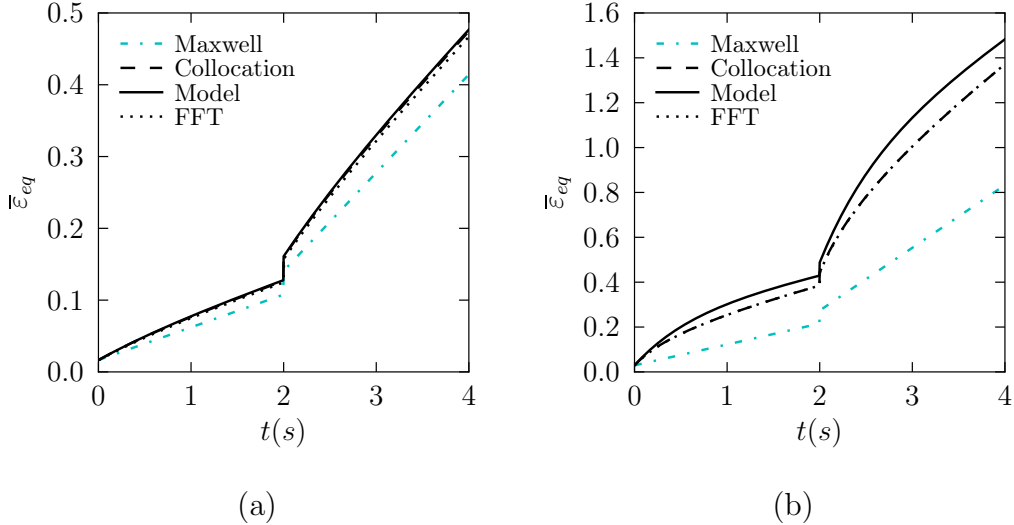 0.5
0.4
0.3
0.2
0.1
0.0
ε̅eq
Maxwell
Collocation
Model
FFT
0 1 2 3 4
t(s)
(a)
1.6
1.4
1.2
1.0
0.8
0.6
0.4
0.2
0.0
ε̅eq
Maxwell
Collocation
Model
FFT
0 1 2 3 4
t(s)
(b)